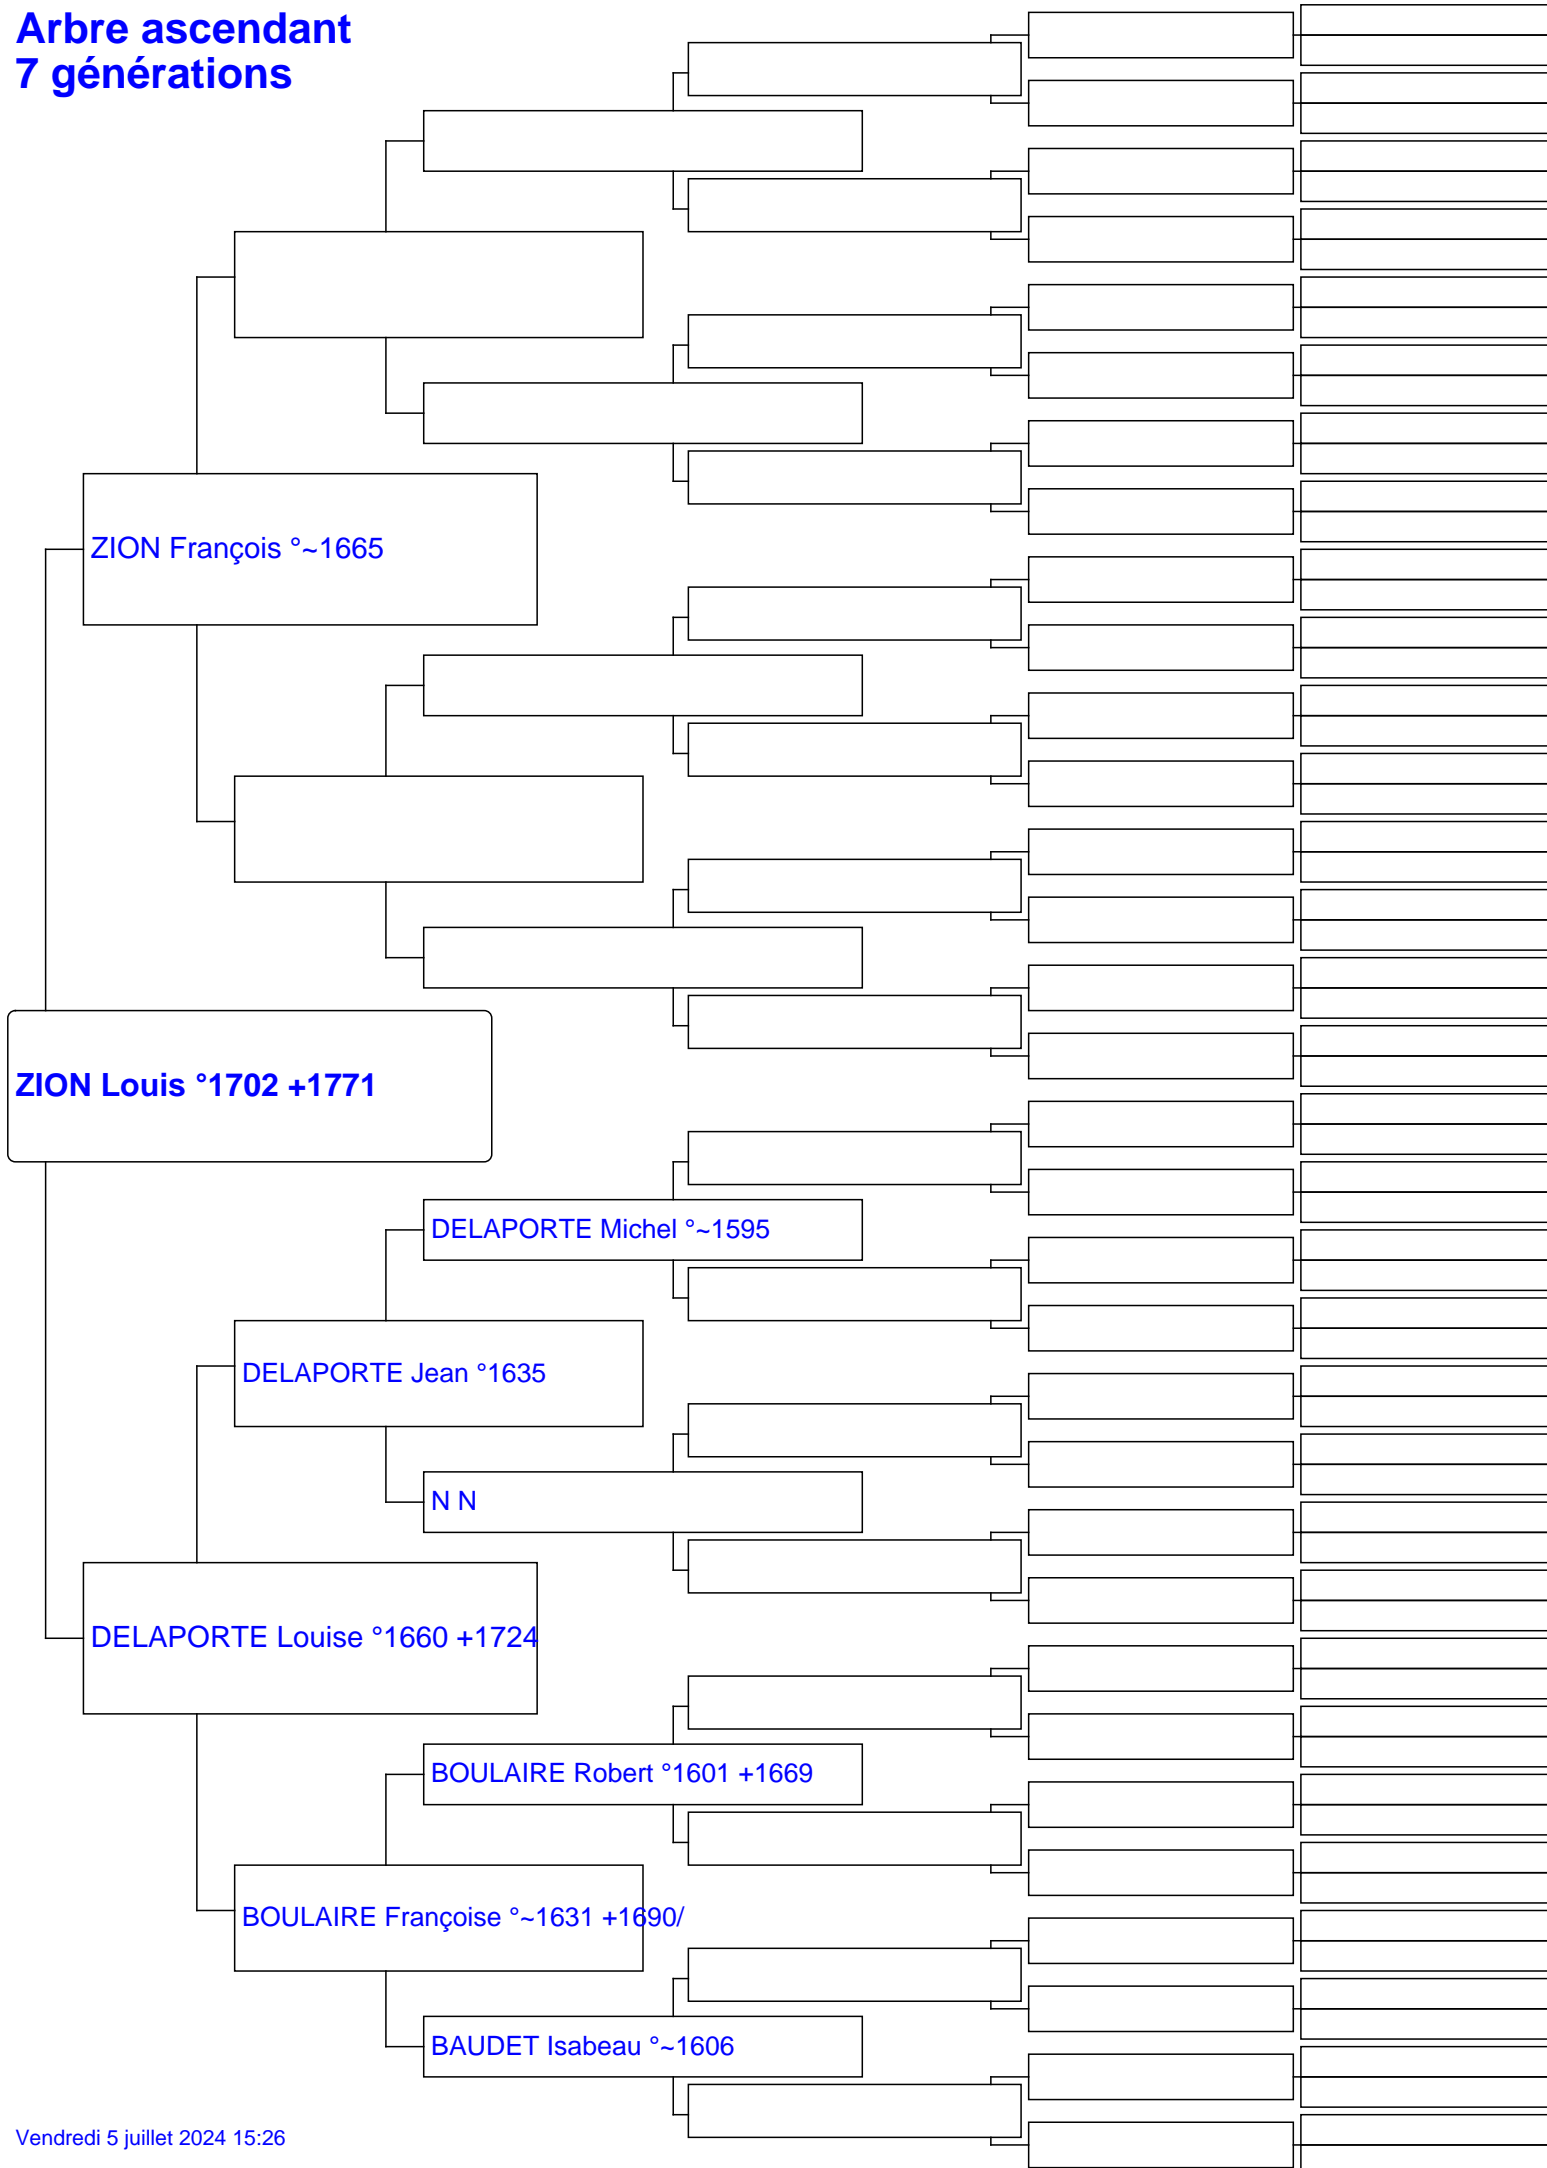 Arbre ascendant
7 générations
ZION François °~1665
ZION Louis °1702 +1771
DELAPORTE Michel °~1595
DELAPORTE Jean °1635
N N
DELAPORTE Louise °1660 +1724
BOULAIRE Robert °1601 +1669
BOULAIRE Françoise °~1631 +1690/
BAUDET Isabeau °~1606
Vendredi 5 juillet 2024 15:26